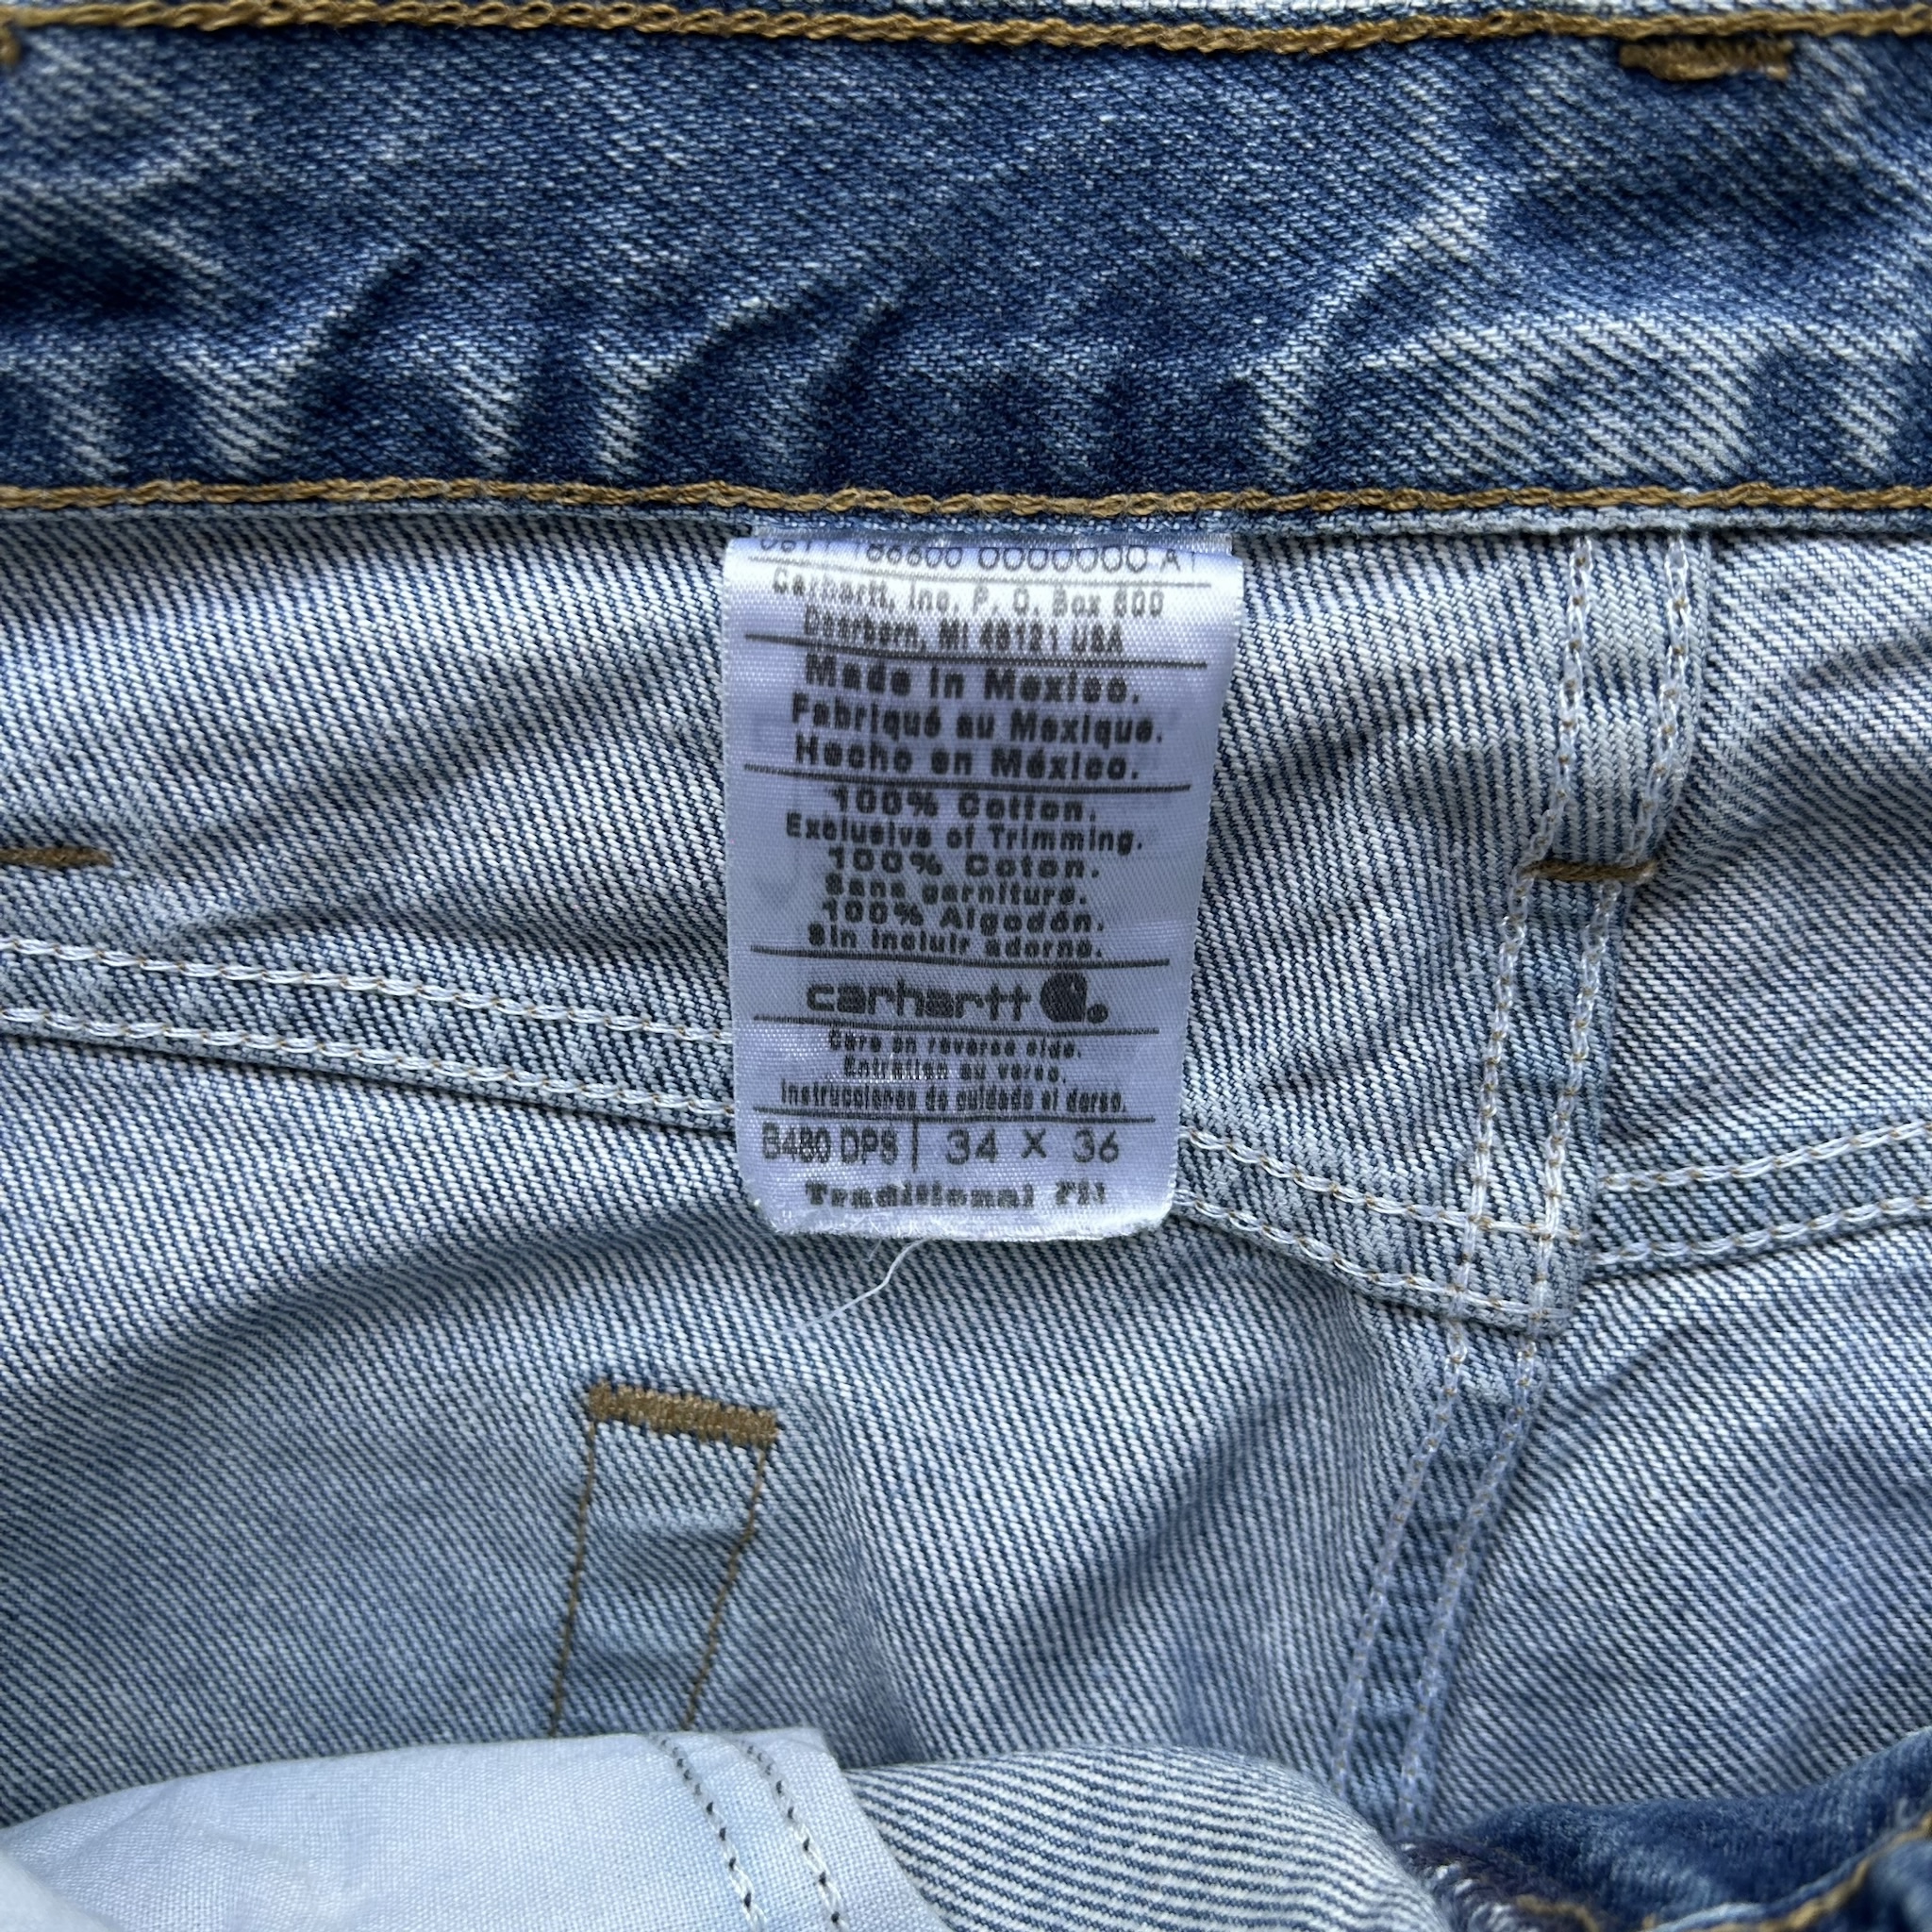 00000000 A1
Carhartt, Inc. P. O. Box 600
Dearborn, MI 48121 USA
Made in Mexico.
Fabriqué au Mexique.
Hecho en México.
100% Cotton.
Exclusive of Trimming.
100% Coton.
Sans garniture.
100% Algodón.
Sin incluir adorno.
carhartt
Care on reverse side.
Entretien au verso.
Instrucciones de cuidado al dorso.
B480 DPS | 34 X 36
Traditional Fit